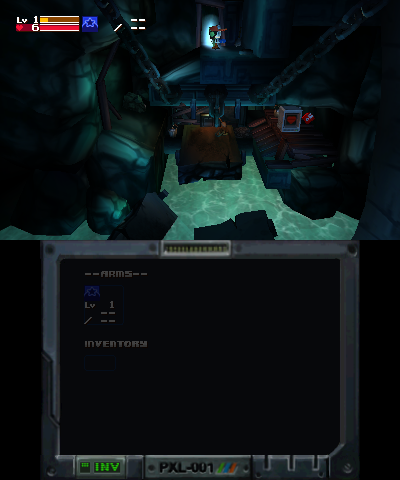 Lv 1 --
6 / --
--ARMS--
Lv 1
--
/ --
INVENTORY
INV
PXL-001